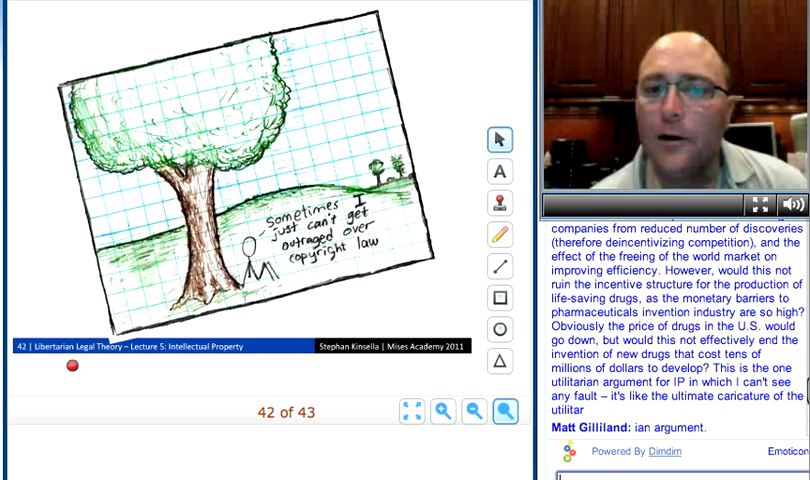 Sometimes I
just can't get
outraged over
copyright law
42 | Libertarian Legal Theory – Lecture 5: Intellectual Property
Stephan Kinsella | Mises Academy 2011
A
42 of 43
companies from reduced number of discoveries
(therefore deincentivizing competition), and the
effect of the freeing of the world market on
improving efficiency. However, would this not
ruin the incentive structure for the production of
life-saving drugs, as the monetary barriers to
pharmaceuticals invention industry are so high?
Obviously the price of drugs in the U.S. would
go down, but would this not effectively end the
invention of new drugs that cost tens of
millions of dollars to develop? This is the one
utilitarian argument for IP in which I can't see
any fault – it's like the ultimate caricature of the
utilitar
Matt Gilliland: ian argument.
Powered By Dimdim
Emoticon